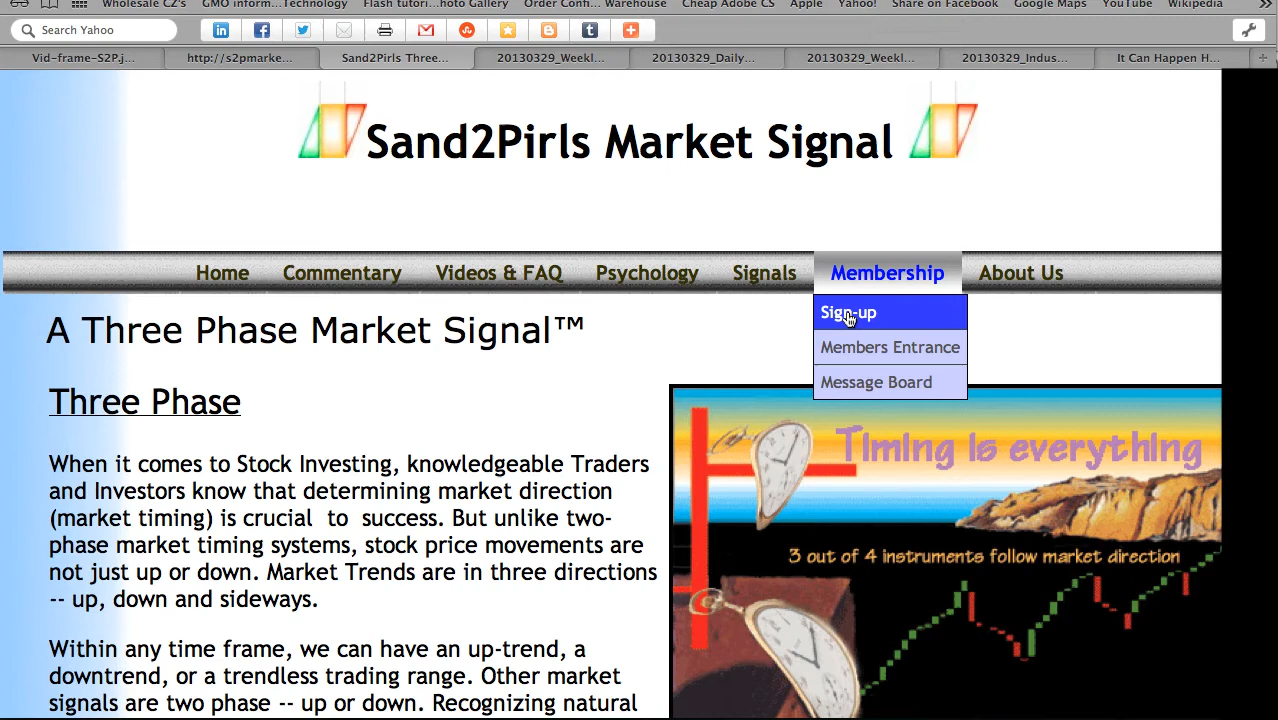 Wholesale CZ's GMO inform...Technology Flash tutori...hoto Gallery Order Confi... Warehouse Cheap Adobe CS Apple Yahoo! Share on Facebook Google Maps YouTube Wikipedia
Search Yahoo
Vid-frame-S2P.j... http://s2pmarke... Sand2Pirls Three... 20130329_Weekl... 20130329_Daily... 20130329_Weekl... 20130329_Indus... It Can Happen H...
Sand2Pirls Market Signal
Home Commentary Videos & FAQ Psychology Signals Membership About Us
Sign-up
Members Entrance
Message Board
A Three Phase Market Signal™
Three Phase
When it comes to Stock Investing, knowledgeable Traders
and Investors know that determining market direction
(market timing) is crucial to success. But unlike two-
phase market timing systems, stock price movements are
not just up or down. Market Trends are in three directions
-- up, down and sideways.
Within any time frame, we can have an up-trend, a
downtrend, or a trendless trading range. Other market
signals are two phase -- up or down. Recognizing natural
Timing is everything
3 out of 4 instruments follow market direction